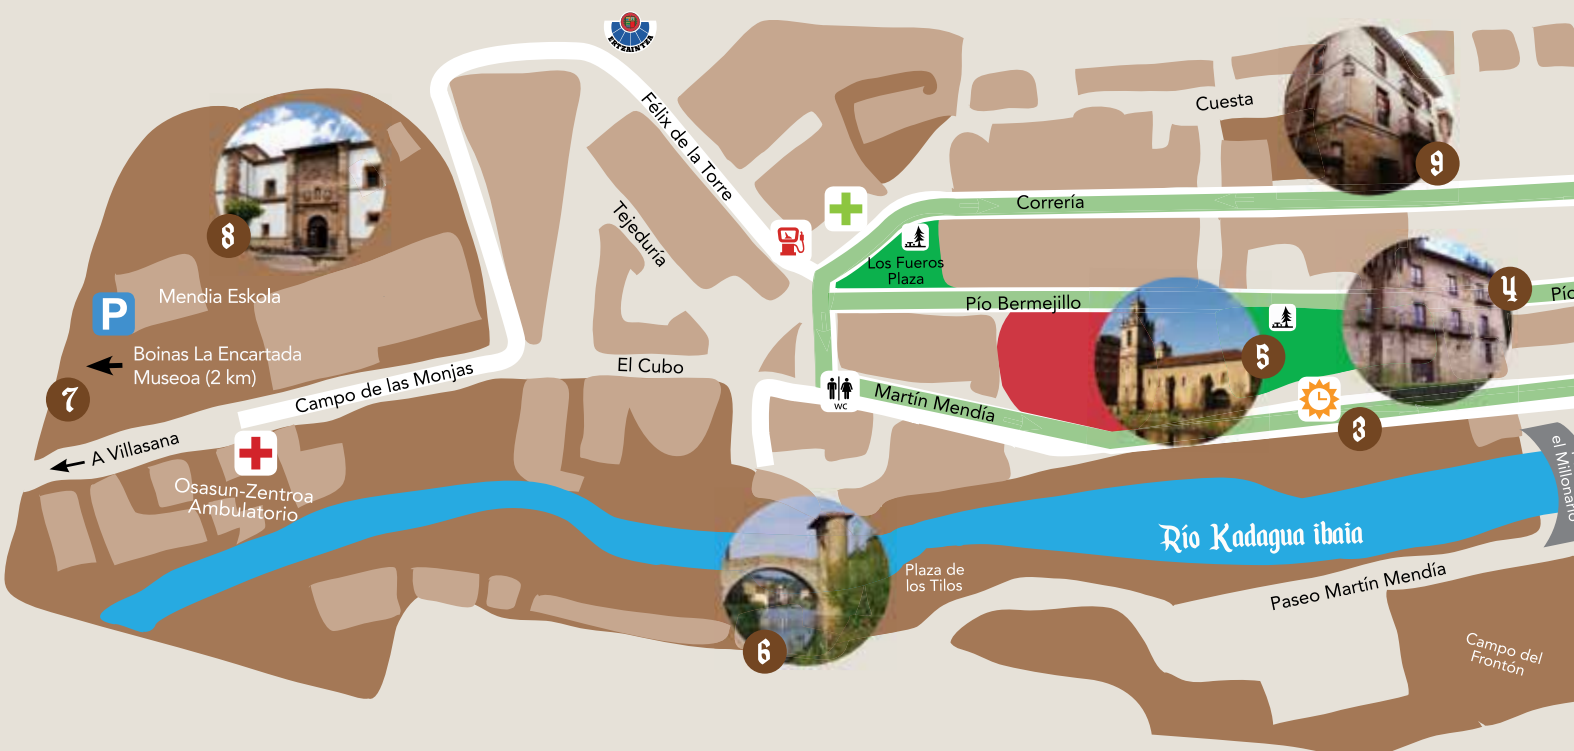 ERTZAINTZA
Félix de la Torre
Cuesta
9
Correría
8
Tejeduría
Los Fueros
Plaza
Pío Bermejillo
4
P
Mendia Eskola
Boinas La Encartada
Museoa (2 km)
7
El Cubo
5
Campo de las Monjas
WC
Martín Mendía
3
A Villasana
Osasun-Zentroa
Ambulatorio
el Millonario
Río Kadagua ibaia
Plaza de
los Tilos
Paseo Martín Mendía
6
Campo del
Frontón